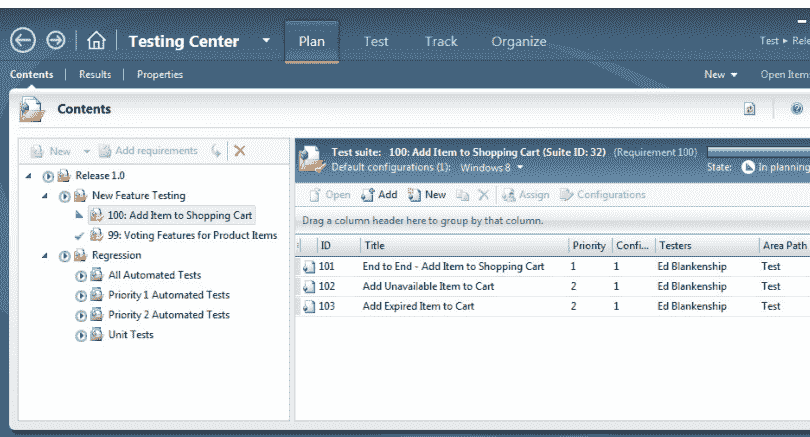 Testing Center Plan Test Track Organize Test ▸ Rele
Contents | Results | Properties New Open Item
Contents
New Add requirements
Release 1.0
New Feature Testing
100: Add Item to Shopping Cart
99: Voting Features for Product Items
Regression
All Automated Tests
Priority 1 Automated Tests
Priority 2 Automated Tests
Unit Tests
Test suite: 100: Add Item to Shopping Cart (Suite ID: 32) (Requirement 100)
Default configurations (1): Windows 8 State: In planning
Open Add New Assign Configurations
Drag a column header here to group by that column.
ID Title Priority Confi... Testers Area Path
101 End to End - Add Item to Shopping Cart 1 1 Ed Blankenship Test
102 Add Unavailable Item to Cart 2 1 Ed Blankenship Test
103 Add Expired Item to Cart 2 1 Ed Blankenship Test